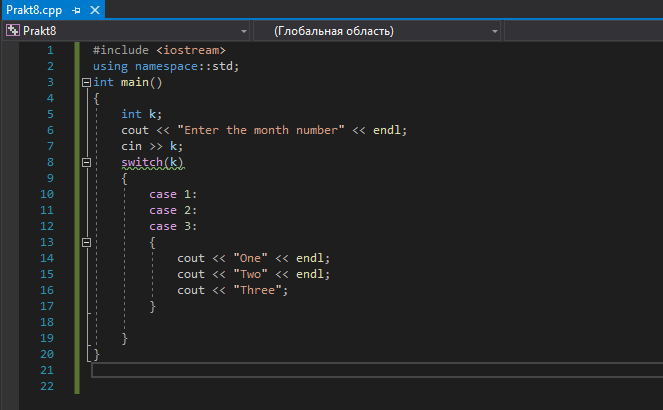 Prakt8.cpp
Prakt8 (Глобальная область)
1 #include <iostream>
2 using namespace::std;
3 int main()
4 {
5 int k;
6 cout << "Enter the month number" << endl;
7 cin >> k;
8 switch(k)
9 {
10 case 1:
11 case 2:
12 case 3:
13 {
14 cout << "One" << endl;
15 cout << "Two" << endl;
16 cout << "Three";
17 }
18
19 }
20 }
21
22